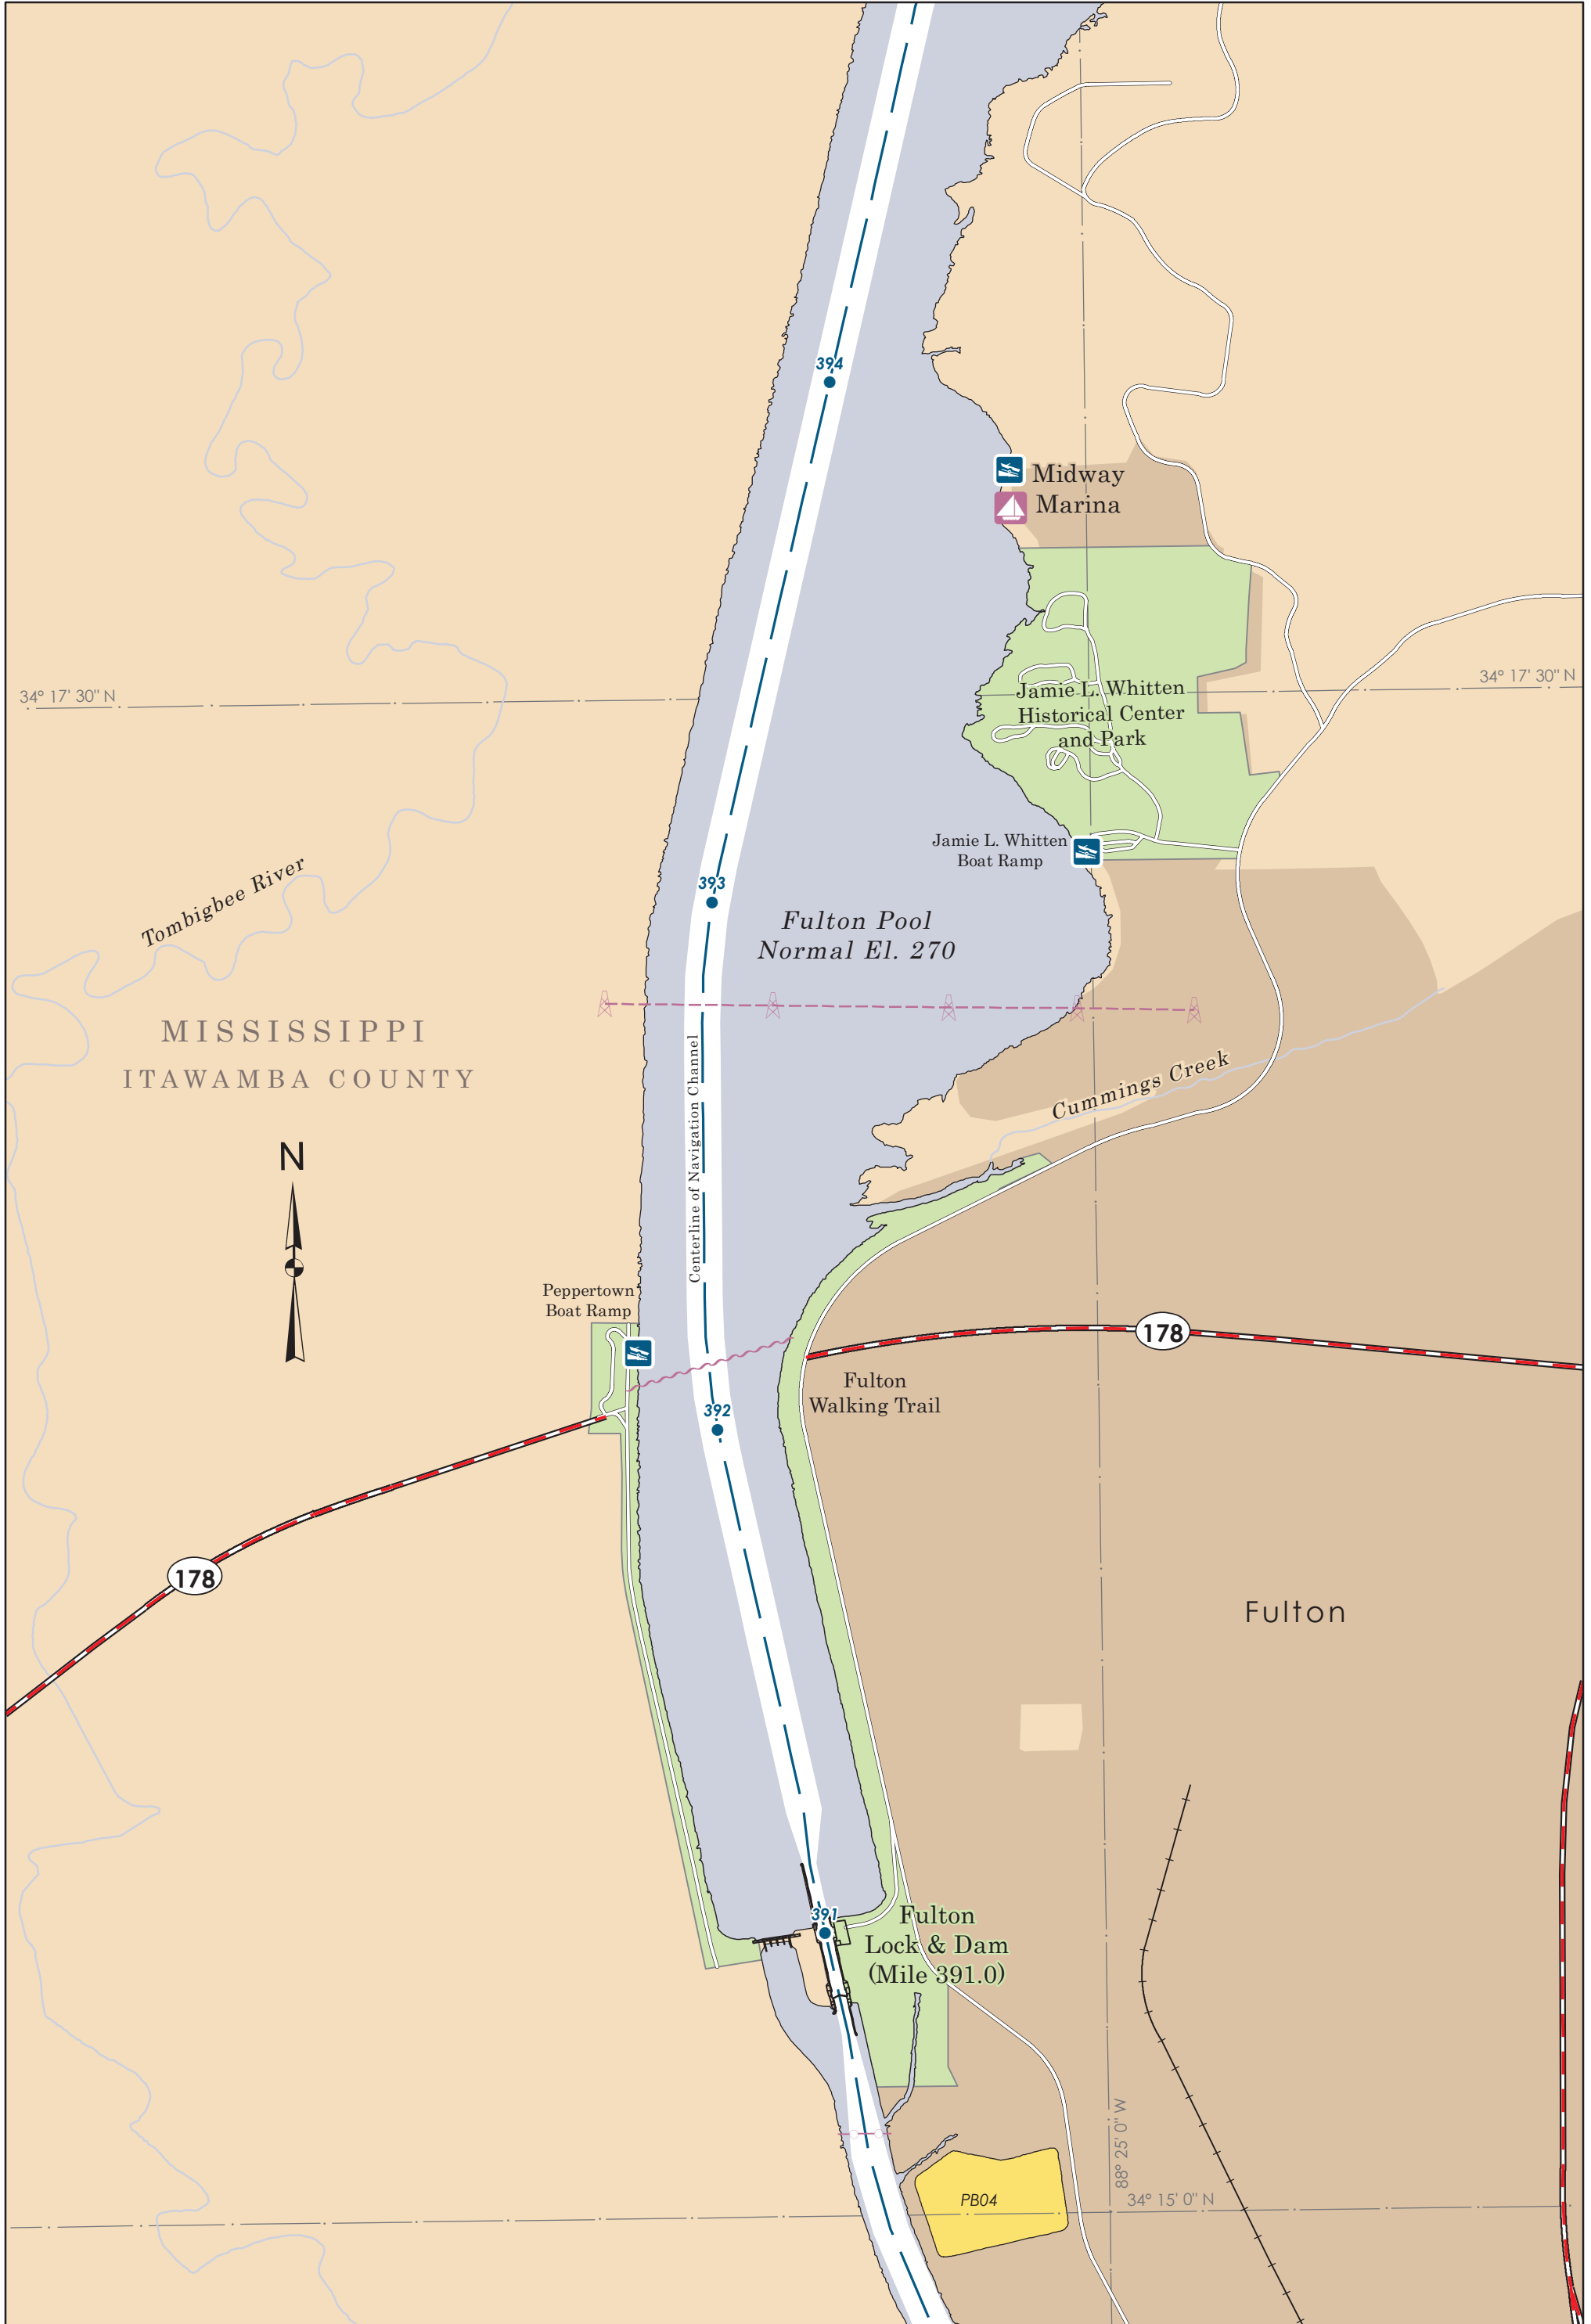 394
Midway
Marina
34° 17' 30" N
34° 17' 30" N
Jamie L. Whitten
Historical Center
and Park
Jamie L. Whitten
Boat Ramp
393
Tombigbee River
Fulton Pool
Normal El. 270
MISSISSIPPI
ITAWAMBA COUNTY
Cummings Creek
Centerline of Navigation Channel
N
Peppertown
Boat Ramp
178
Fulton
Walking Trail
392
178
Fulton
391
Fulton
Lock & Dam
(Mile 391.0)
88° 25' 0" W
PB04
34° 15' 0" N